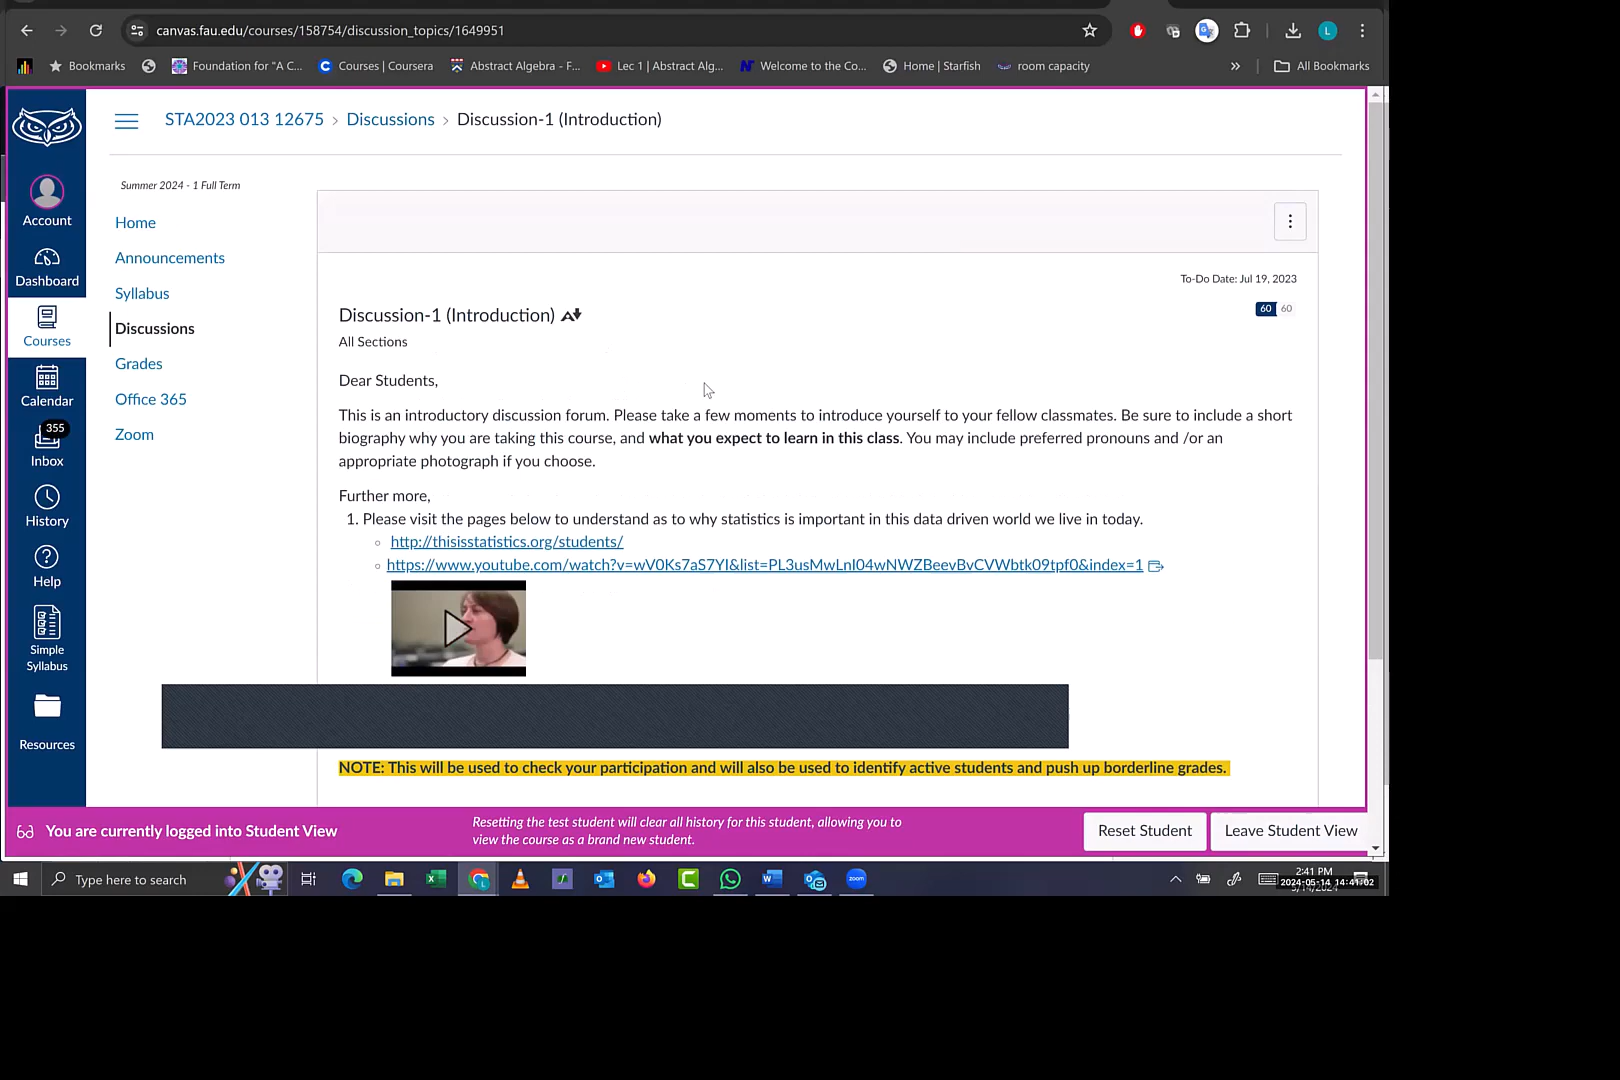 canvas.fau.edu/courses/158754/discussion_topics/1649951
L
Bookmarks
Foundation for "A C...
Courses | Coursera
Abstract Algebra - F...
Lec 1 | Abstract Alg...
Welcome to the Co...
Home | Starfish
room capacity
»
All Bookmarks
STA2023 013 12675 > Discussions > Discussion-1 (Introduction)
Summer 2024 - 1 Full Term
Home
Announcements
Syllabus
Discussions
Grades
Office 365
Zoom
Account
Dashboard
Courses
Calendar
355
Inbox
History
Help
Simple
Syllabus
Resources
To-Do Date: Jul 19, 2023
Discussion-1 (Introduction)
60 60
All Sections
Dear Students,
This is an introductory discussion forum. Please take a few moments to introduce yourself to your fellow classmates. Be sure to include a short
biography why you are taking this course, and what you expect to learn in this class. You may include preferred pronouns and /or an
appropriate photograph if you choose.
Further more,
1. Please visit the pages below to understand as to why statistics is important in this data driven world we live in today.
http://thisisstatistics.org/students/
https://www.youtube.com/watch?v=wV0Ks7aS7YI&list=PL3usMwLnI04wNWZBeevBvCVWbtk09tpf0&index=1
NOTE: This will be used to check your participation and will also be used to identify active students and push up borderline grades.
You are currently logged into Student View
Resetting the test student will clear all history for this student, allowing you to
view the course as a brand new student.
Reset Student
Leave Student View
Type here to search
zoom
2:41 PM
2024-05-14 14:41:02